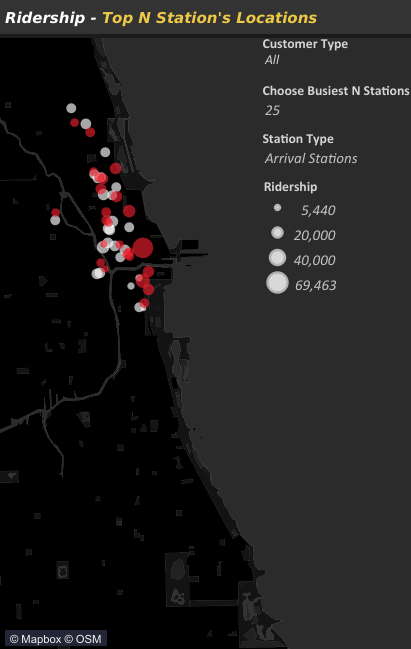 Ridership - Top N Station's Locations
Customer Type
All
Choose Busiest N Stations
25
Station Type
Arrival Stations
Ridership
5,440
20,000
40,000
69,463
© Mapbox © OSM